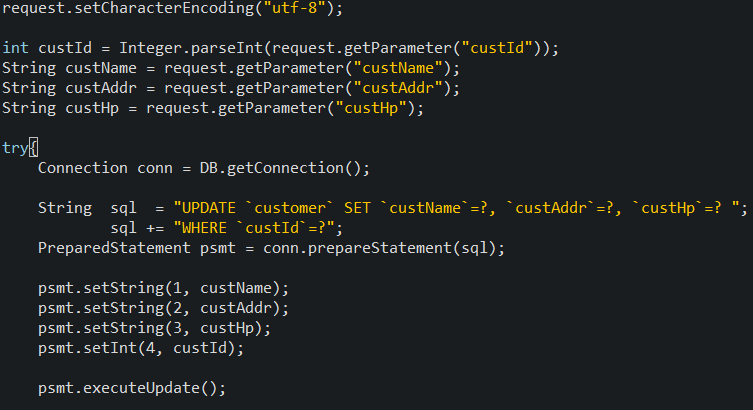 request.setCharacterEncoding("utf-8");
int custId = Integer.parseInt(request.getParameter("custId"));
String custName = request.getParameter("custName");
String custAddr = request.getParameter("custAddr");
String custHp = request.getParameter("custHp");
try{
Connection conn = DB.getConnection();
String  sql  = "UPDATE `customer` SET `custName`=?, `custAddr`=?, `custHp`=? ";
sql += "WHERE `custId`=?";
PreparedStatement psmt = conn.prepareStatement(sql);
psmt.setString(1, custName);
psmt.setString(2, custAddr);
psmt.setString(3, custHp);
psmt.setInt(4, custId);
psmt.executeUpdate();